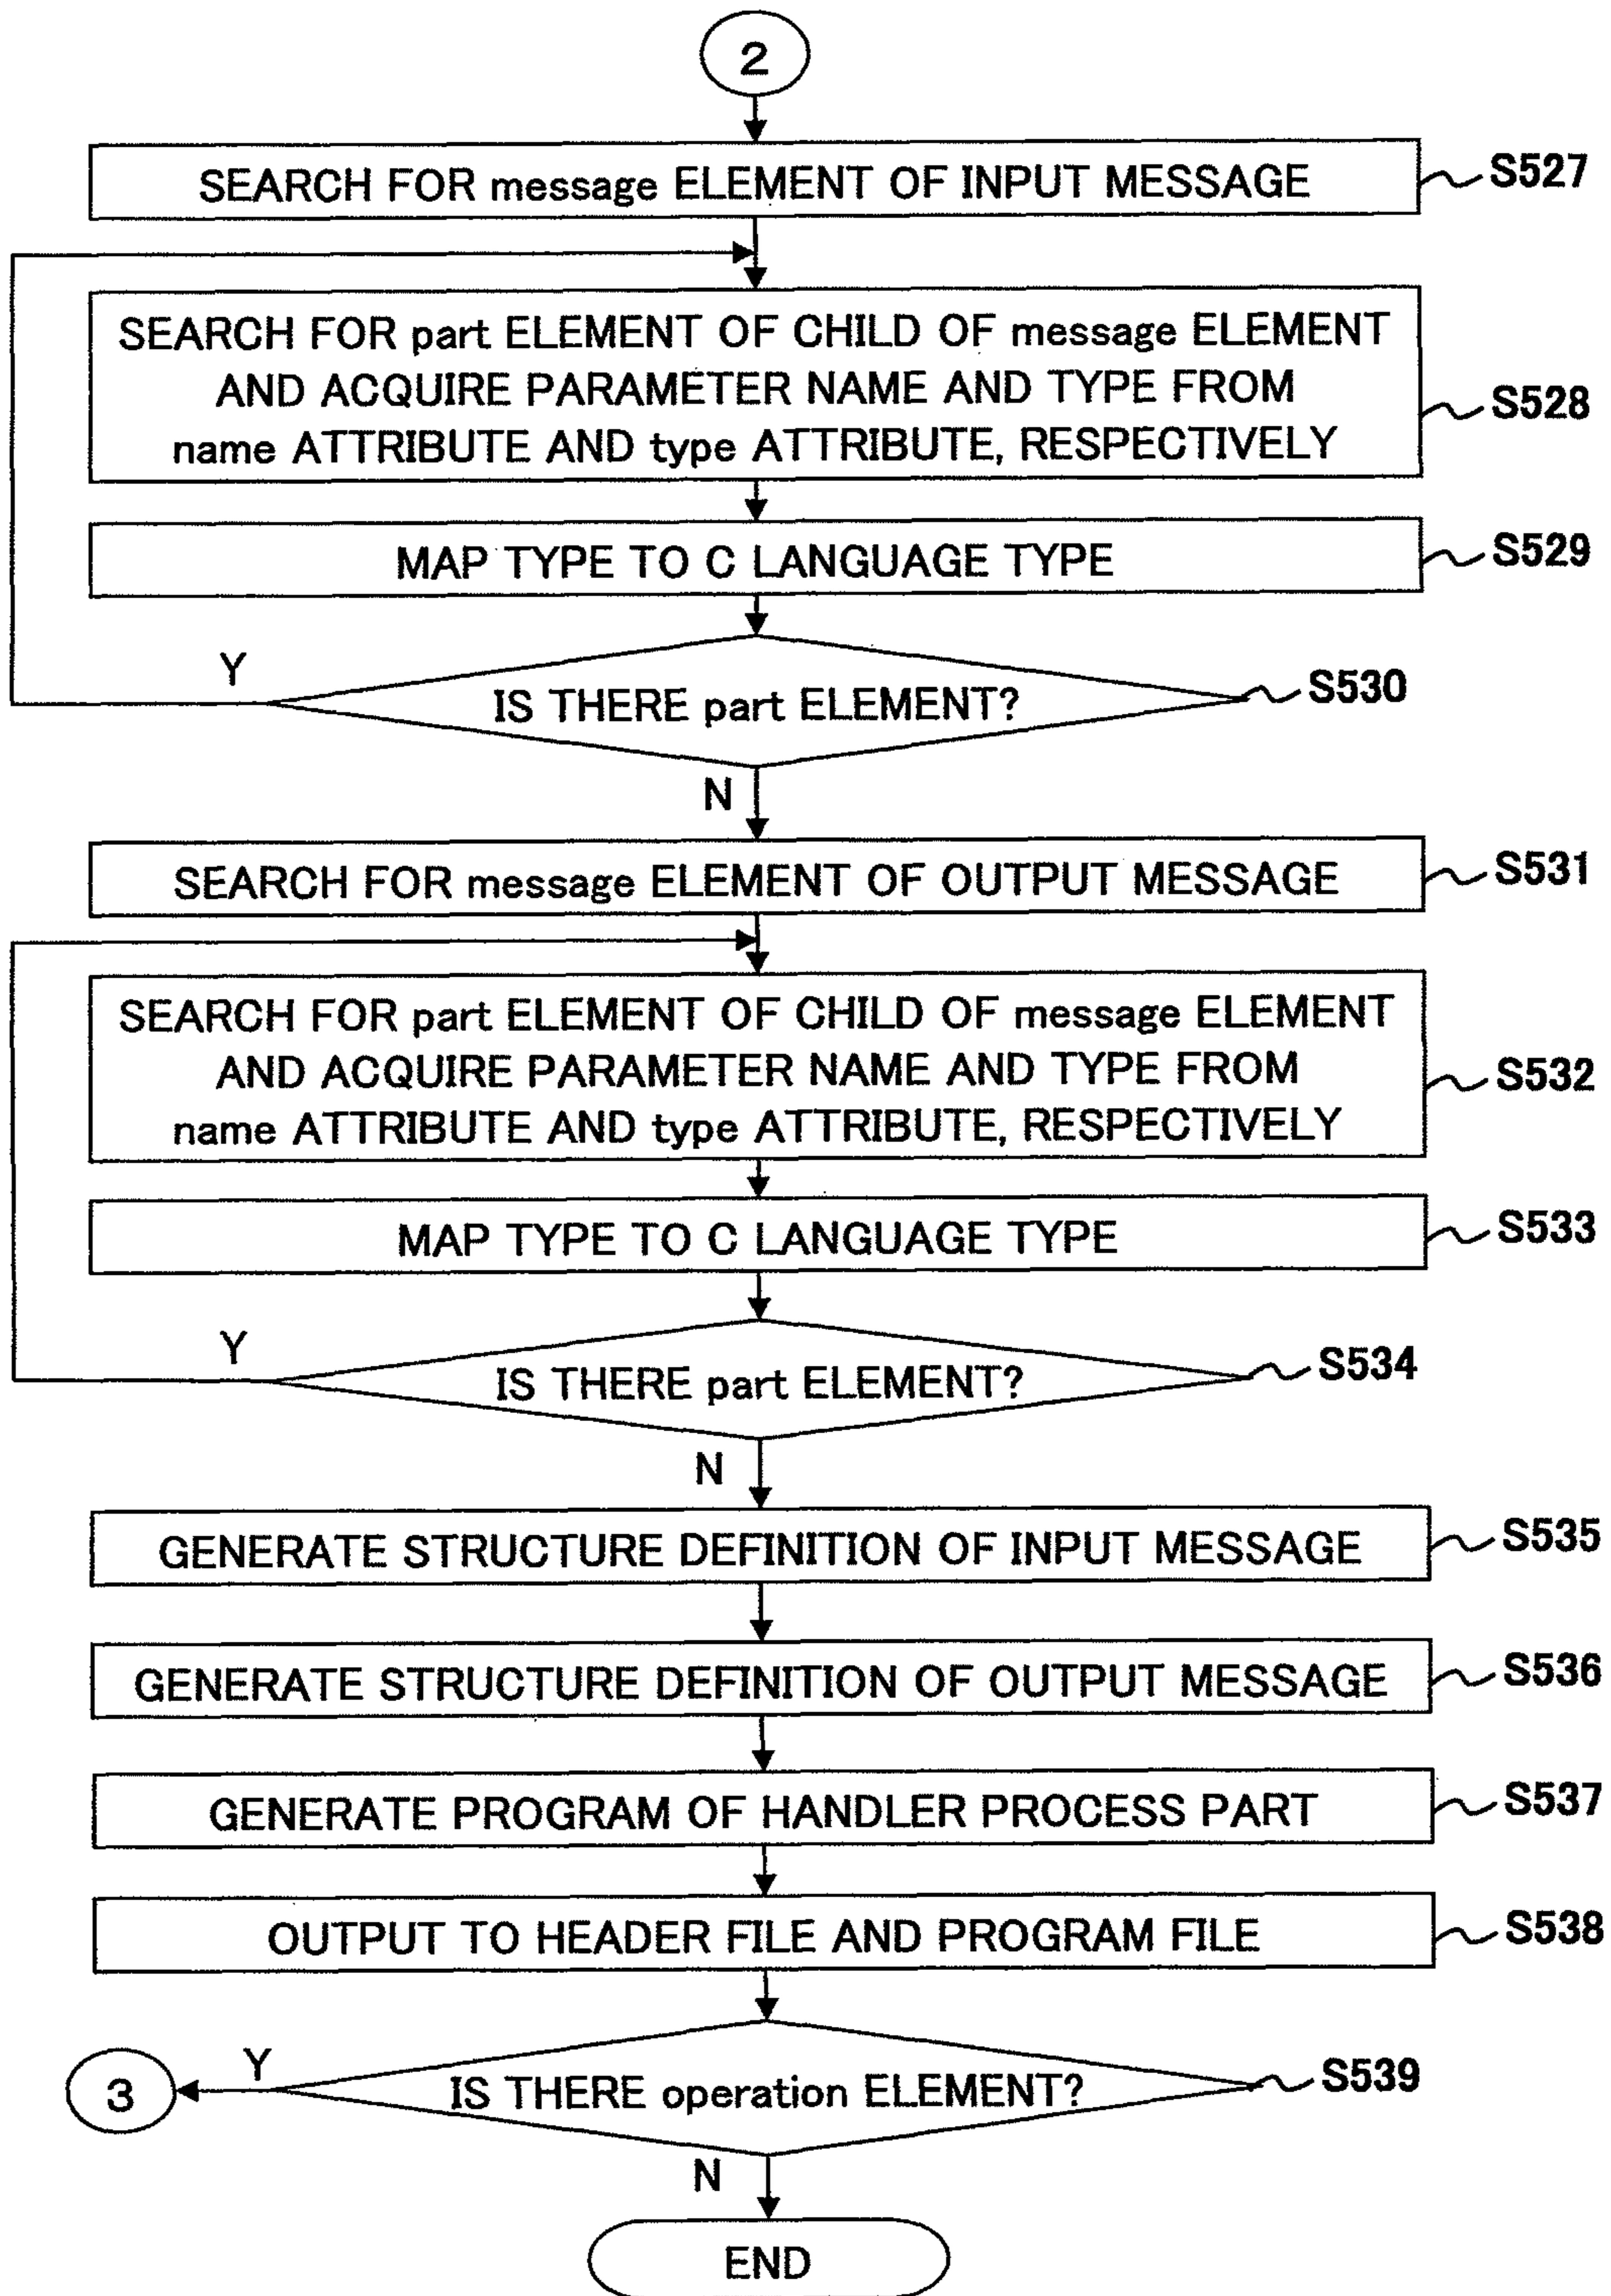 2
SEARCH FOR message ELEMENT OF INPUT MESSAGE
S527
SEARCH FOR part ELEMENT OF CHILD OF message ELEMENT
AND ACQUIRE PARAMETER NAME AND TYPE FROM
name ATTRIBUTE AND type ATTRIBUTE, RESPECTIVELY
S528
MAP TYPE TO C LANGUAGE TYPE
S529
Y
IS THERE part ELEMENT?
S530
N
SEARCH FOR message ELEMENT OF OUTPUT MESSAGE
S531
SEARCH FOR part ELEMENT OF CHILD OF message ELEMENT
AND ACQUIRE PARAMETER NAME AND TYPE FROM
name ATTRIBUTE AND type ATTRIBUTE, RESPECTIVELY
S532
MAP TYPE TO C LANGUAGE TYPE
S533
Y
IS THERE part ELEMENT?
S534
N
GENERATE STRUCTURE DEFINITION OF INPUT MESSAGE
S535
GENERATE STRUCTURE DEFINITION OF OUTPUT MESSAGE
S536
GENERATE PROGRAM OF HANDLER PROCESS PART
S537
OUTPUT TO HEADER FILE AND PROGRAM FILE
S538
3
Y
IS THERE operation ELEMENT?
S539
N
END